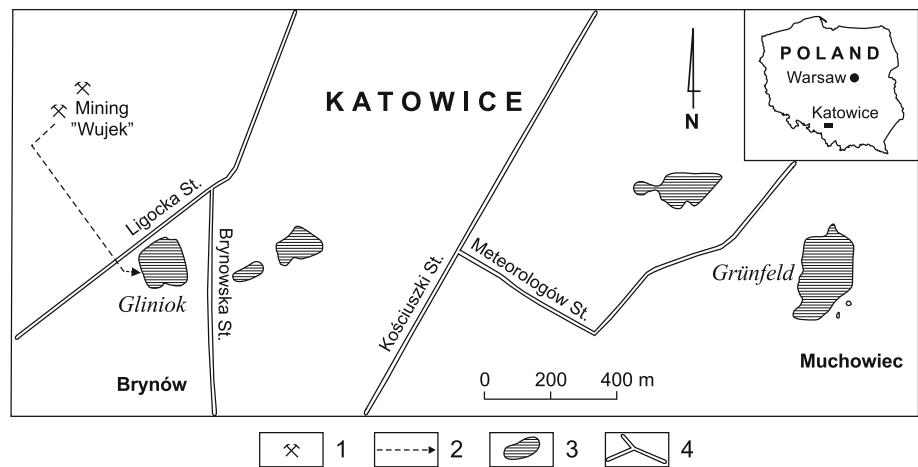 KATOWICE
Mining
"Wujek"
Ligocka St.
Gliniok
Brynowska St.
Brynów
Kościuszki St.
Meteorologów St.
N
POLAND
Warsaw
Katowice
Grünfeld
Muchowiec
0 200 400 m
1 2 3 4